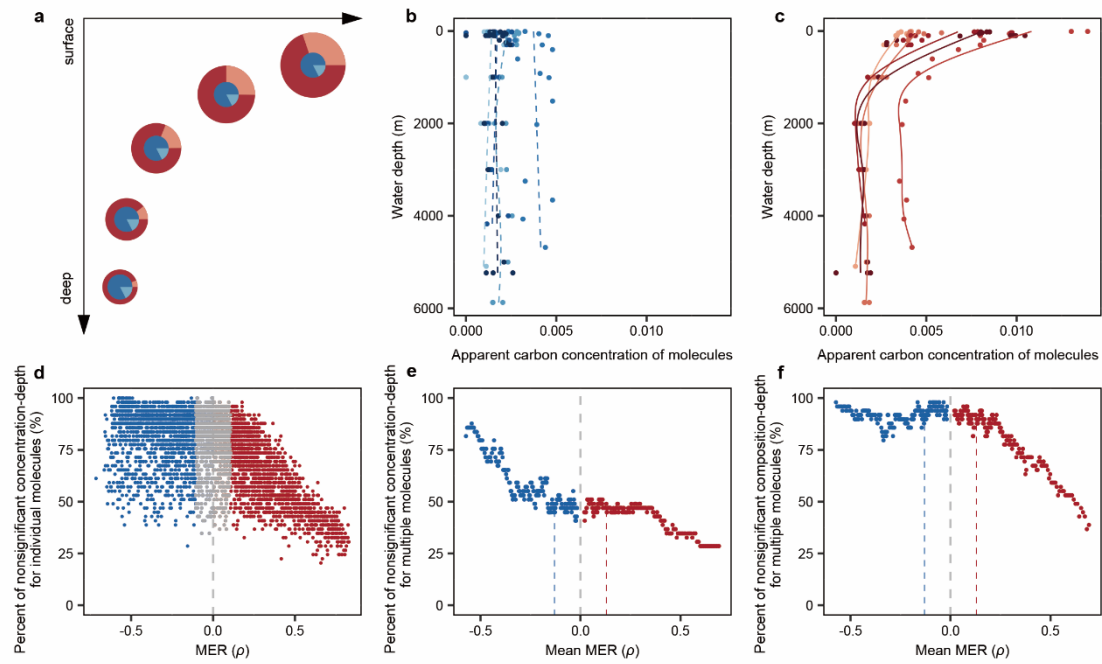 a
surface
deep
b
0
2000
4000
6000
Water depth (m)
0.000
0.005
0.010
Apparent carbon concentration of molecules
c
0
2000
4000
6000
Water depth (m)
0.000
0.005
0.010
Apparent carbon concentration of molecules
d
Percent of nonsignificant concentration-depth
for individual molecules (%)
100
75
50
25
0
-0.5
0.0
0.5
MER (ρ)
e
Percent of nonsignificant concentration-depth
for multiple molecules (%)
100
75
50
25
0
-0.5
0.0
0.5
Mean MER (ρ)
f
Percent of nonsignificant composition-depth
for multiple molecules (%)
100
75
50
25
0
-0.5
0.0
0.5
Mean MER (ρ)